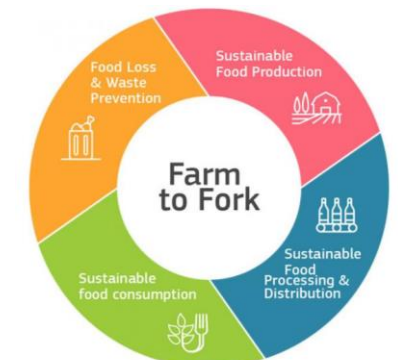 Food Loss
& Waste
Prevention
Sustainable
Food Production
Farm
to Fork
Sustainable
Food
Processing &
Distribution
Sustainable
food consumption